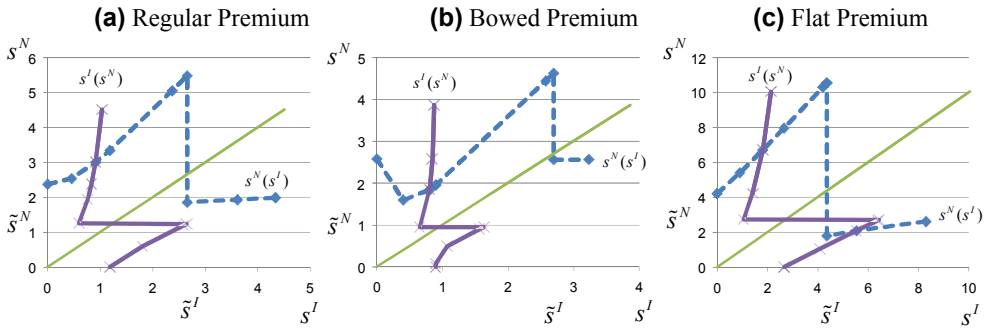 (a) Regular Premium
s^N
6
5
4
3
2
1
0
s̃^N
s^I(s^N)
s^N(s^I)
0 1 2 3 4 5
s̃^I
s^I
(b) Bowed Premium
s^N
5
4
3
2
1
0
s̃^N
s^I(s^N)
s^N(s^I)
0 1 2 3 4
s̃^I
s^I
(c) Flat Premium
s^N
12
10
8
6
4
2
0
s̃^N
s^I(s^N)
s^N(s^I)
0 2 4 6 8 10
s̃^I
s^I